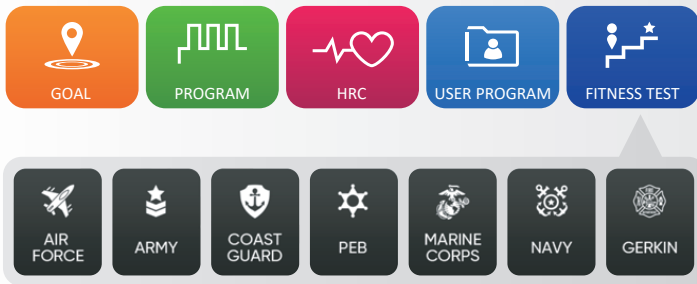 GOAL
PROGRAM
HRC
USER PROGRAM
FITNESS TEST
AIR
FORCE
ARMY
COAST
GUARD
PEB
MARINE
CORPS
NAVY
GERKIN